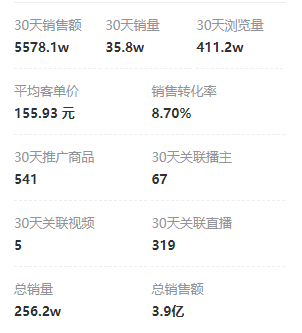 30天销售额 30天销量 30天浏览量
5578.1w 35.8w 411.2w
平均客单价 销售转化率
155.93 元 8.70%
30天推广商品 30天关联播主
541 67
30天关联视频 30天关联直播
5 319
总销量 总销售额
256.2w 3.9亿